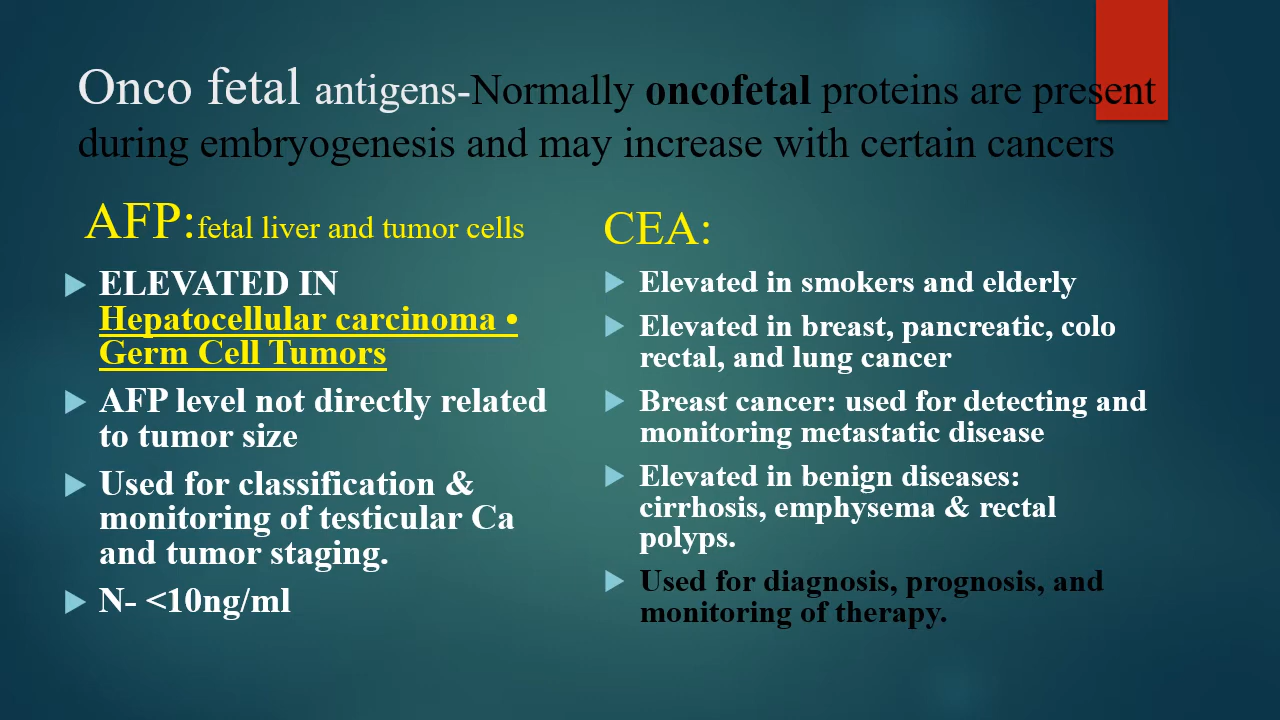 Onco fetal antigens-Normally oncofetal proteins are present
during embryogenesis and may increase with certain cancers
AFP:fetal liver and tumor cells
ELEVATED IN
Hepatocellular carcinoma •
Germ Cell Tumors
AFP level not directly related
to tumor size
Used for classification &
monitoring of testicular Ca
and tumor staging.
N- <10ng/ml
CEA:
Elevated in smokers and elderly
Elevated in breast, pancreatic, colo
rectal, and lung cancer
Breast cancer: used for detecting and
monitoring metastatic disease
Elevated in benign diseases:
cirrhosis, emphysema & rectal
polyps.
Used for diagnosis, prognosis, and
monitoring of therapy.